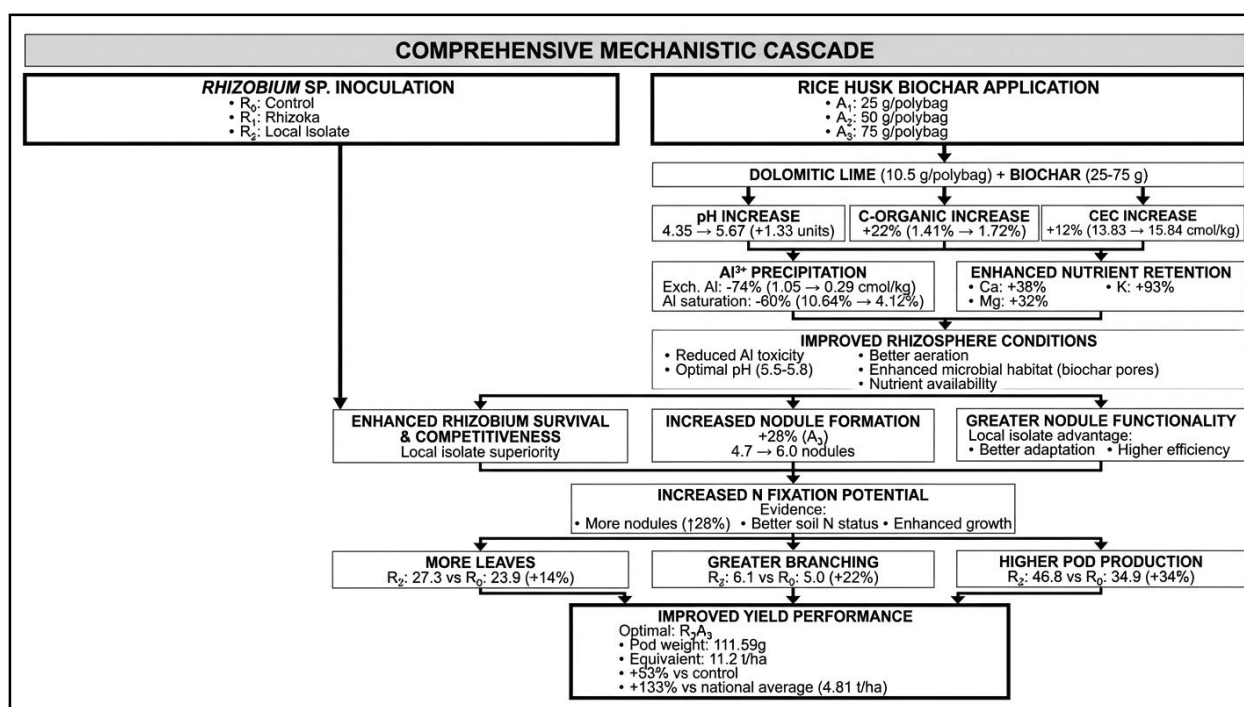 COMPREHENSIVE MECHANISTIC CASCADE
RHIZOBIUM SP. INOCULATION
• R₀: Control
• R₁: Rhizoka
• R₂: Local Isolate
RICE HUSK BIOCHAR APPLICATION
• A₁: 25 g/polybag
• A₂: 50 g/polybag
• A₃: 75 g/polybag
DOLOMITIC LIME (10.5 g/polybag) + BIOCHAR (25-75 g)
pH INCREASE
4.35 → 5.67 (+1.33 units)
C-ORGANIC INCREASE
+22% (1.41% → 1.72%)
CEC INCREASE
+12% (13.83 → 15.84 cmol/kg)
Al³⁺ PRECIPITATION
Exch. Al: -74% (1.05 → 0.29 cmol/kg)
Al saturation: -60% (10.64% → 4.12%)
ENHANCED NUTRIENT RETENTION
• Ca: +38% • K: +93%
• Mg: +32%
IMPROVED RHIZOSPHERE CONDITIONS
• Reduced Al toxicity • Better aeration
• Optimal pH (5.5-5.8) • Enhanced microbial habitat (biochar pores)
• Nutrient availability
ENHANCED RHIZOBIUM SURVIVAL
& COMPETITIVENESS
Local isolate superiority
INCREASED NODULE FORMATION
+28% (A₃)
4.7 → 6.0 nodules
GREATER NODULE FUNCTIONALITY
Local isolate advantage:
• Better adaptation • Higher efficiency
INCREASED N FIXATION POTENTIAL
Evidence:
• More nodules (↑28%) • Better soil N status • Enhanced growth
MORE LEAVES
R₂: 27.3 vs R₀: 23.9 (+14%)
GREATER BRANCHING
R₂: 6.1 vs R₀: 5.0 (+22%)
HIGHER POD PRODUCTION
R₂: 46.8 vs R₀: 34.9 (+34%)
IMPROVED YIELD PERFORMANCE
Optimal: R₂A₃
• Pod weight: 111.59g
• Equivalent: 11.2 t/ha
• +53% vs control
• +133% vs national average (4.81 t/ha)